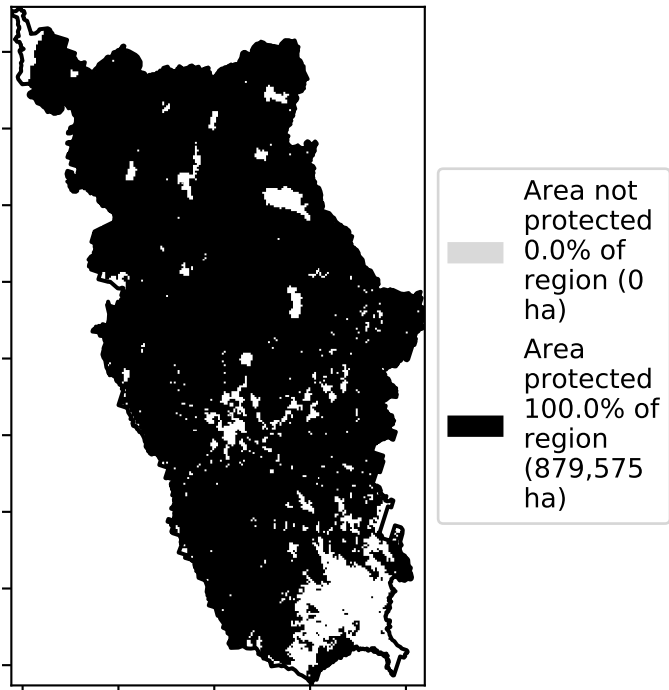 Area not
protected
0.0% of
region (0
ha)
Area
protected
100.0% of
region
(879,575
ha)